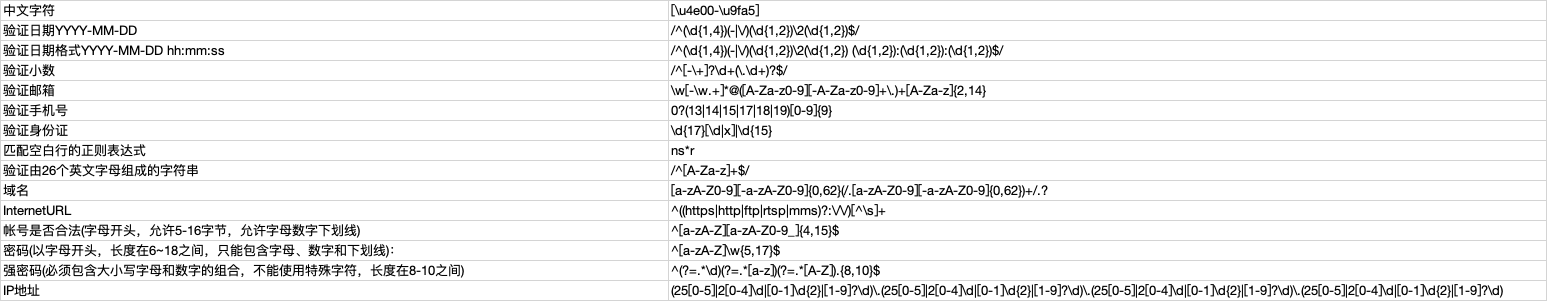 中文字符 [\u4e00-\u9fa5]
验证日期YYYY-MM-DD /^(\d{1,4})(-|\/)(\d{1,2})\2(\d{1,2})$/
验证日期格式YYYY-MM-DD hh:mm:ss /^(\d{1,4})(-|\/)(\d{1,2})\2(\d{1,2}) (\d{1,2}):(\d{1,2}):(\d{1,2})$/
验证小数 /^[-\+]?\d+(\.\d+)?$/
验证邮箱 \w[-\w.+]*@([A-Za-z0-9][-A-Za-z0-9]+\.)+[A-Za-z]{2,14}
验证手机号 0?(13|14|15|17|18|19)[0-9]{9}
验证身份证 \d{17}[\d|x]|\d{15}
匹配空白行的正则表达式 ns*r
验证由26个英文字母组成的字符串 /^[A-Za-z]+$/
域名 [a-zA-Z0-9][-a-zA-Z0-9]{0,62}(/.[a-zA-Z0-9][-a-zA-Z0-9]{0,62})+/.?
InternetURL ^((https|http|ftp|rtsp|mms)?:\/\/)[^\s]+
帐号是否合法(字母开头，允许5-16字节，允许字母数字下划线) ^[a-zA-Z][a-zA-Z0-9_]{4,15}$
密码(以字母开头，长度在6~18之间，只能包含字母、数字和下划线)： ^[a-zA-Z]\w{5,17}$
强密码(必须包含大小写字母和数字的组合，不能使用特殊字符，长度在8-10之间) ^(?=.*\d)(?=.*[a-z])(?=.*[A-Z]).{8,10}$
IP地址 (25[0-5]|2[0-4]\d|[0-1]\d{2}|[1-9]?\d)\.(25[0-5]|2[0-4]\d|[0-1]\d{2}|[1-9]?\d)\.(25[0-5]|2[0-4]\d|[0-1]\d{2}|[1-9]?\d)\.(25[0-5]|2[0-4]\d|[0-1]\d{2}|[1-9]?\d)